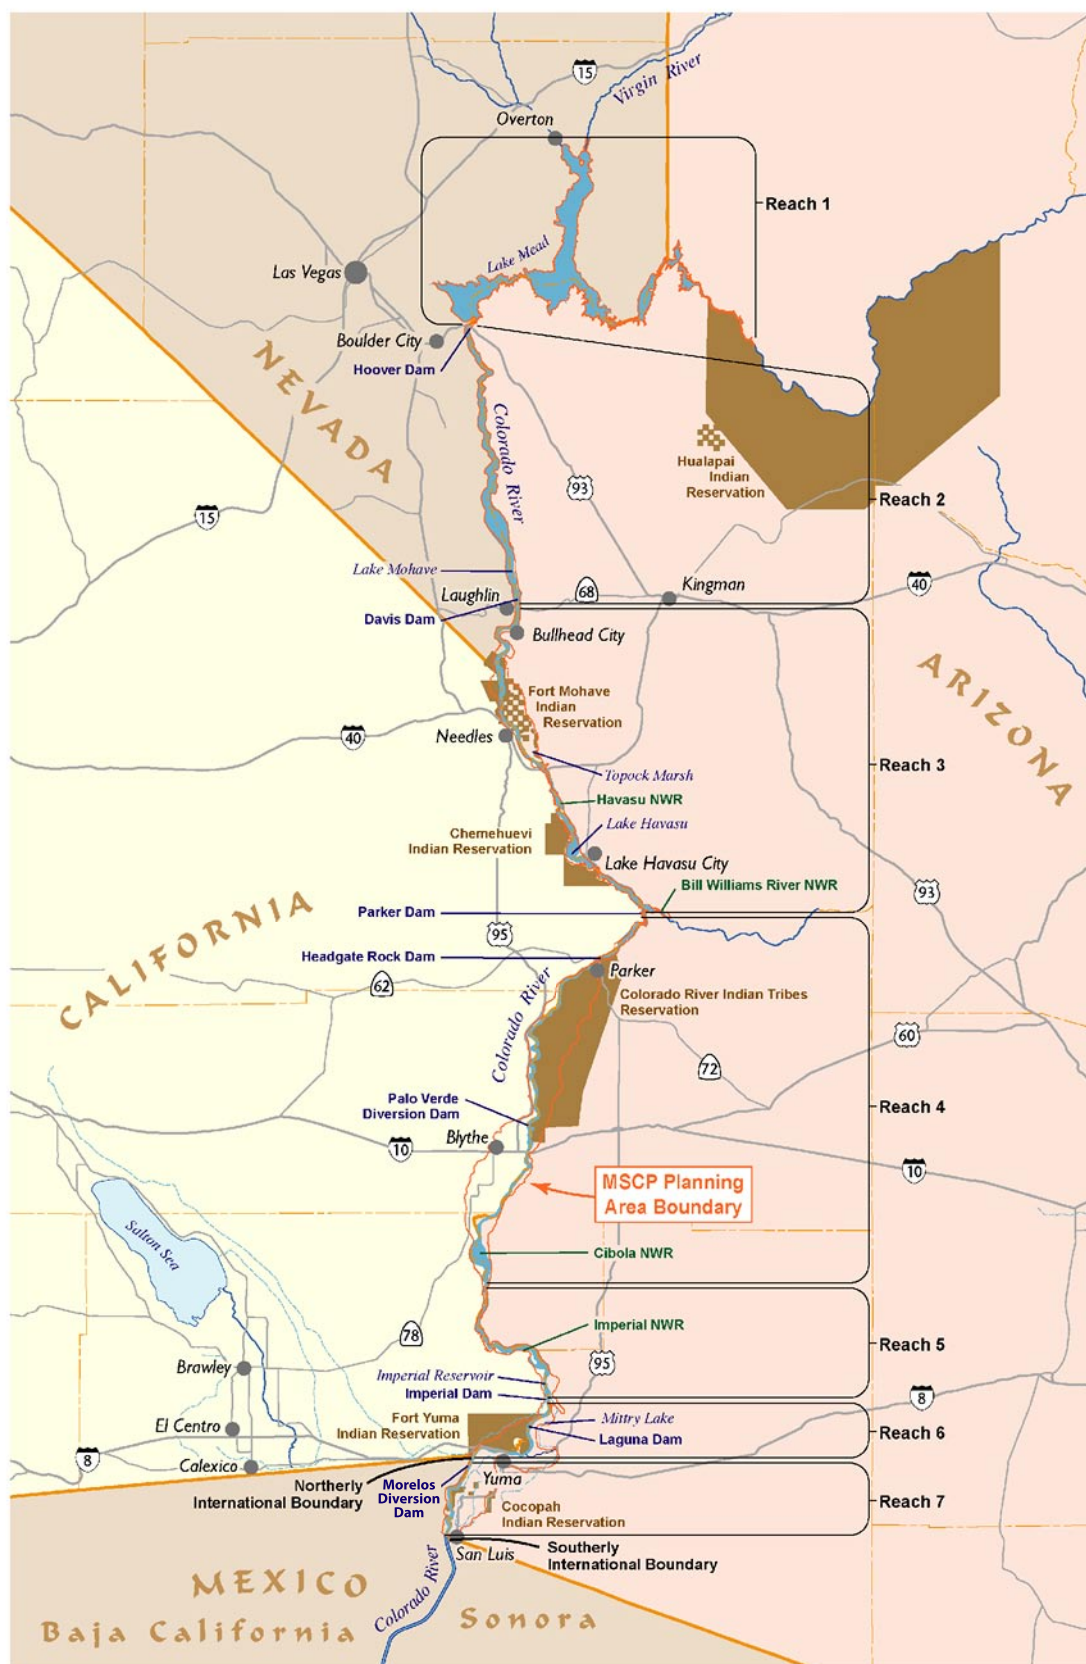 15
Virgin River
Overton
Reach 1
Lake Mead
Las Vegas
Boulder City
Hoover Dam
NEVADA
Colorado River
93
Hualapai
Indian
Reservation
Reach 2
15
Lake Mohave
Laughlin
68
Kingman
40
Davis Dam
Bullhead City
ARIZONA
Fort Mohave
Indian
Reservation
40
Needles
Reach 3
Topock Marsh
Havasu NWR
Lake Havasu
Chemehuevi
Indian Reservation
Lake Havasu City
Bill Williams River NWR
93
CALIFORNIA
Parker Dam
95
Headgate Rock Dam
Parker
62
Colorado River
Colorado River Indian Tribes
Reservation
60
72
Palo Verde
Diversion Dam
Reach 4
Blythe
10
10
MSCP Planning
Area Boundary
Salton Sea
Cibola NWR
78
Imperial NWR
Reach 5
95
Brawley
Imperial Reservoir
Imperial Dam
8
El Centro
Fort Yuma
Indian Reservation
Mittry Lake
Laguna Dam
Reach 6
8
Calexico
Northerly
International Boundary
Morelos
Diversion
Dam
Yuma
Cocopah
Indian Reservation
Reach 7
San Luis
Southerly
International Boundary
Colorado River
MEXICO
Baja California
Sonora